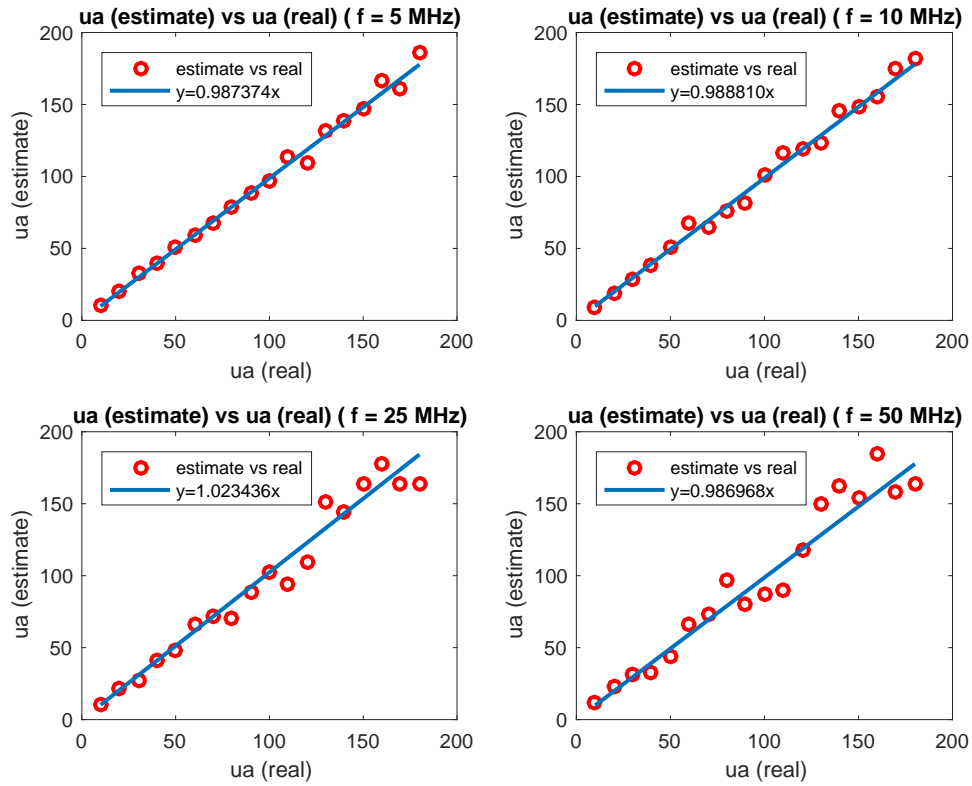 ua (estimate) vs ua (real) ( f = 5 MHz)
200
150
100
50
0
ua (estimate)
estimate vs real
y=0.987374x
0 50 100 150 200
ua (real)
ua (estimate) vs ua (real) ( f = 10 MHz)
200
150
100
50
0
ua (estimate)
estimate vs real
y=0.988810x
0 50 100 150 200
ua (real)
ua (estimate) vs ua (real) ( f = 25 MHz)
200
150
100
50
0
ua (estimate)
estimate vs real
y=1.023436x
0 50 100 150 200
ua (real)
ua (estimate) vs ua (real) ( f = 50 MHz)
200
150
100
50
0
ua (estimate)
estimate vs real
y=0.986968x
0 50 100 150 200
ua (real)